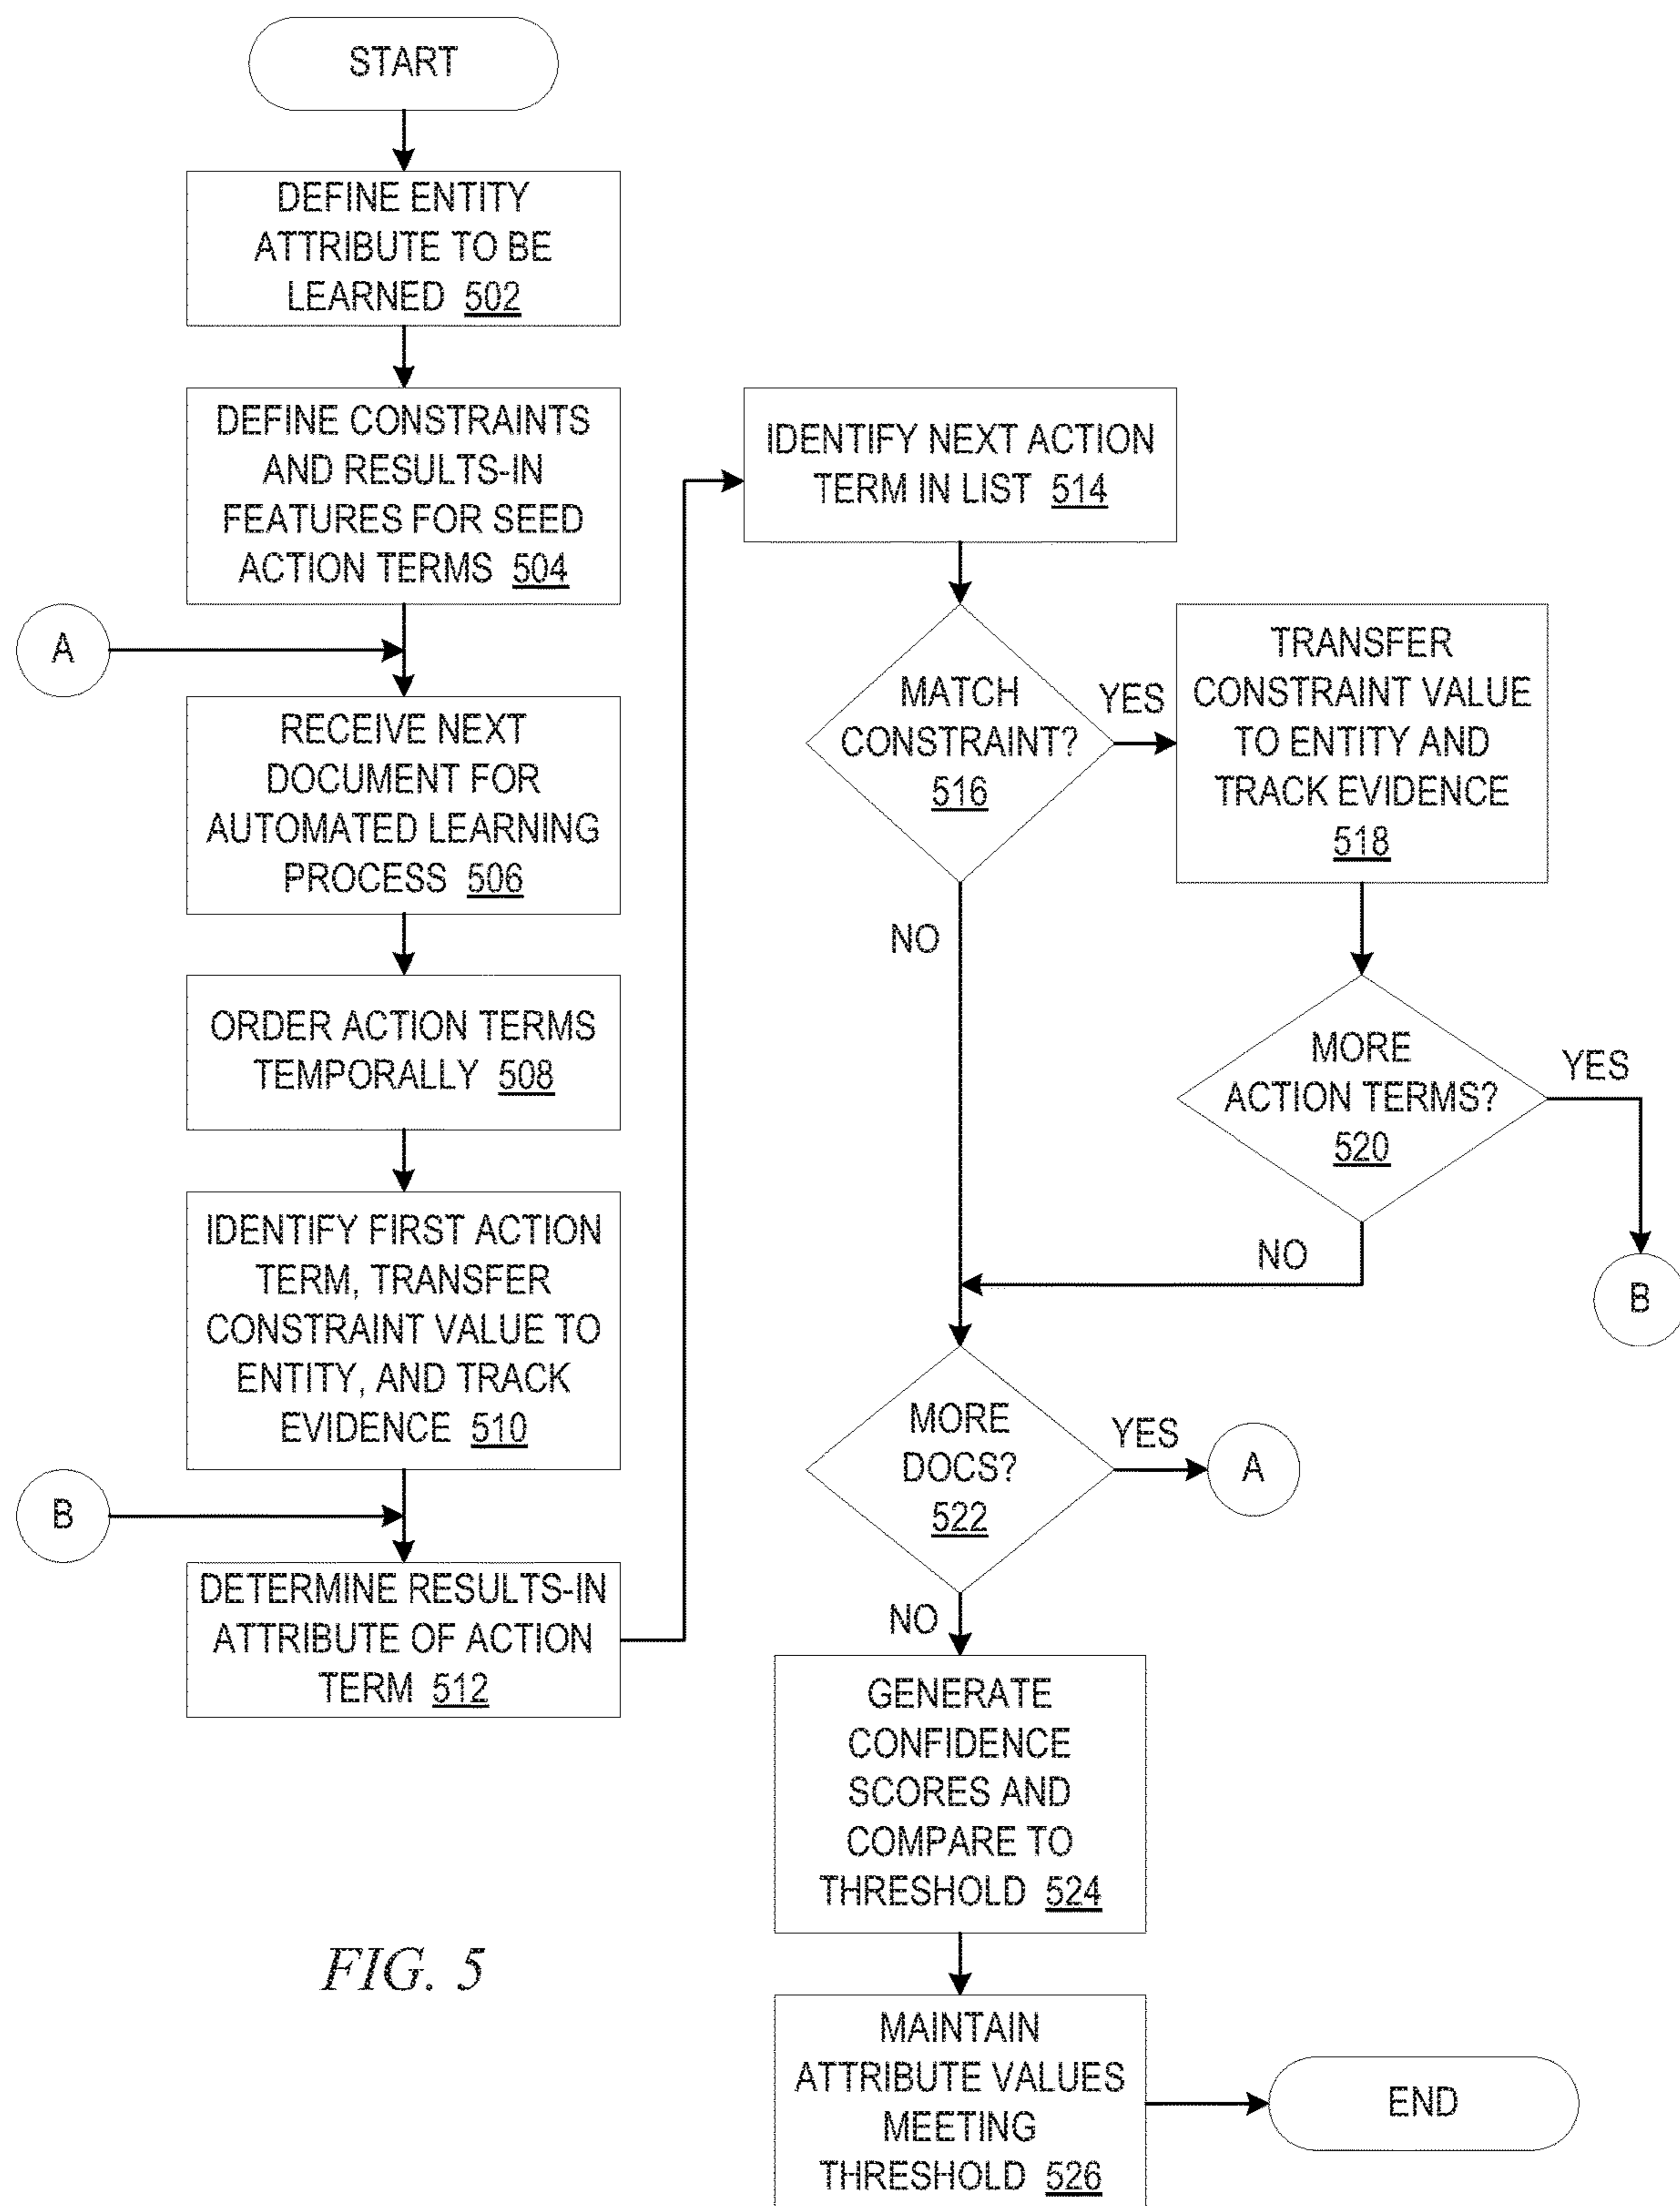 START
DEFINE ENTITY
ATTRIBUTE TO BE
LEARNED 502
DEFINE CONSTRAINTS
AND RESULTS-IN
FEATURES FOR SEED
ACTION TERMS 504
A
RECEIVE NEXT
DOCUMENT FOR
AUTOMATED LEARNING
PROCESS 506
ORDER ACTION TERMS
TEMPORALLY 508
IDENTIFY FIRST ACTION
TERM, TRANSFER
CONSTRAINT VALUE TO
ENTITY, AND TRACK
EVIDENCE 510
B
DETERMINE RESULTS-IN
ATTRIBUTE OF ACTION
TERM 512
IDENTIFY NEXT ACTION
TERM IN LIST 514
MATCH
CONSTRAINT?
516
YES
NO
TRANSFER
CONSTRAINT VALUE
TO ENTITY AND
TRACK EVIDENCE
518
MORE
ACTION TERMS?
520
YES
NO
B
MORE
DOCS?
522
YES
A
NO
GENERATE
CONFIDENCE
SCORES AND
COMPARE TO
THRESHOLD 524
MAINTAIN
ATTRIBUTE VALUES
MEETING
THRESHOLD 526
END
FIG. 5